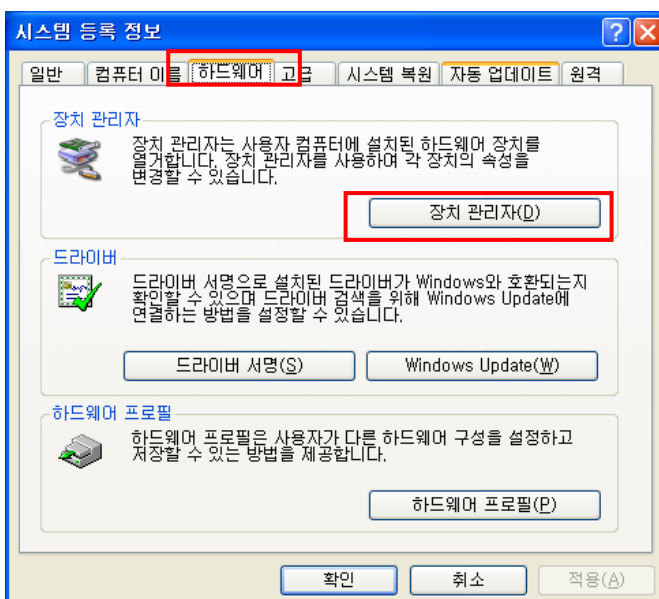 시스템 등록 정보
일반 컴퓨터 이름 하드웨어 고급 시스템 복원 자동 업데이트 원격
장치 관리자
장치 관리자는 사용자 컴퓨터에 설치된 하드웨어 장치를
열거합니다. 장치 관리자를 사용하여 각 장치의 속성을
변경할 수 있습니다.
장치 관리자(D)
드라이버
드라이버 서명으로 설치된 드라이버가 Windows와 호환되는지
확인할 수 있으며 드라이버 검색을 위해 Windows Update에
연결하는 방법을 설정할 수 있습니다.
드라이버 서명(S) Windows Update(W)
하드웨어 프로필
하드웨어 프로필은 사용자가 다른 하드웨어 구성을 설정하고
저장할 수 있는 방법을 제공합니다.
하드웨어 프로필(P)
확인 취소 적용(A)